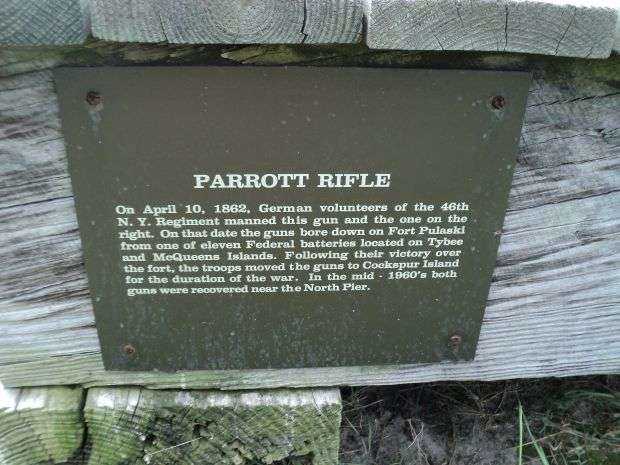 PARROTT RIFLE
On April 10, 1862, German volunteers of the 46th
N. Y. Regiment manned this gun and the one on the
right. On that date the guns bore down on Fort Pulaski
from one of eleven Federal batteries located on Tybee
and McQueens Islands. Following their victory over
the fort, the troops moved the guns to Cockspur Island
for the duration of the war. In the mid - 1960's both
guns were recovered near the North Pier.